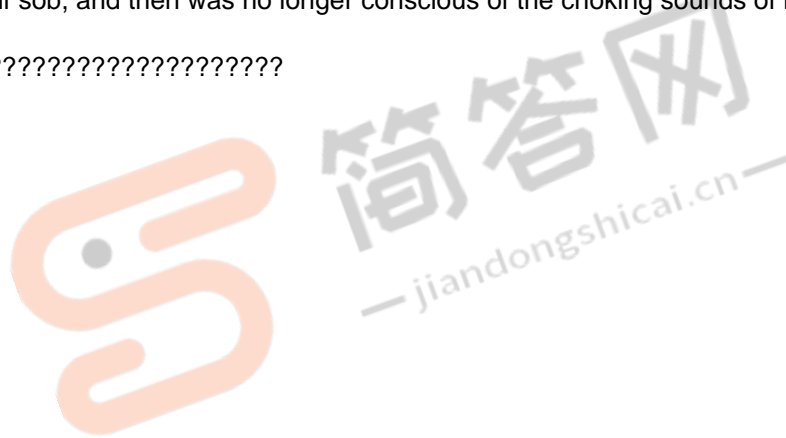 sob, and then was no longer conscious of the choking sounds of
???????????????????
简答网
jiandongshicai.cn